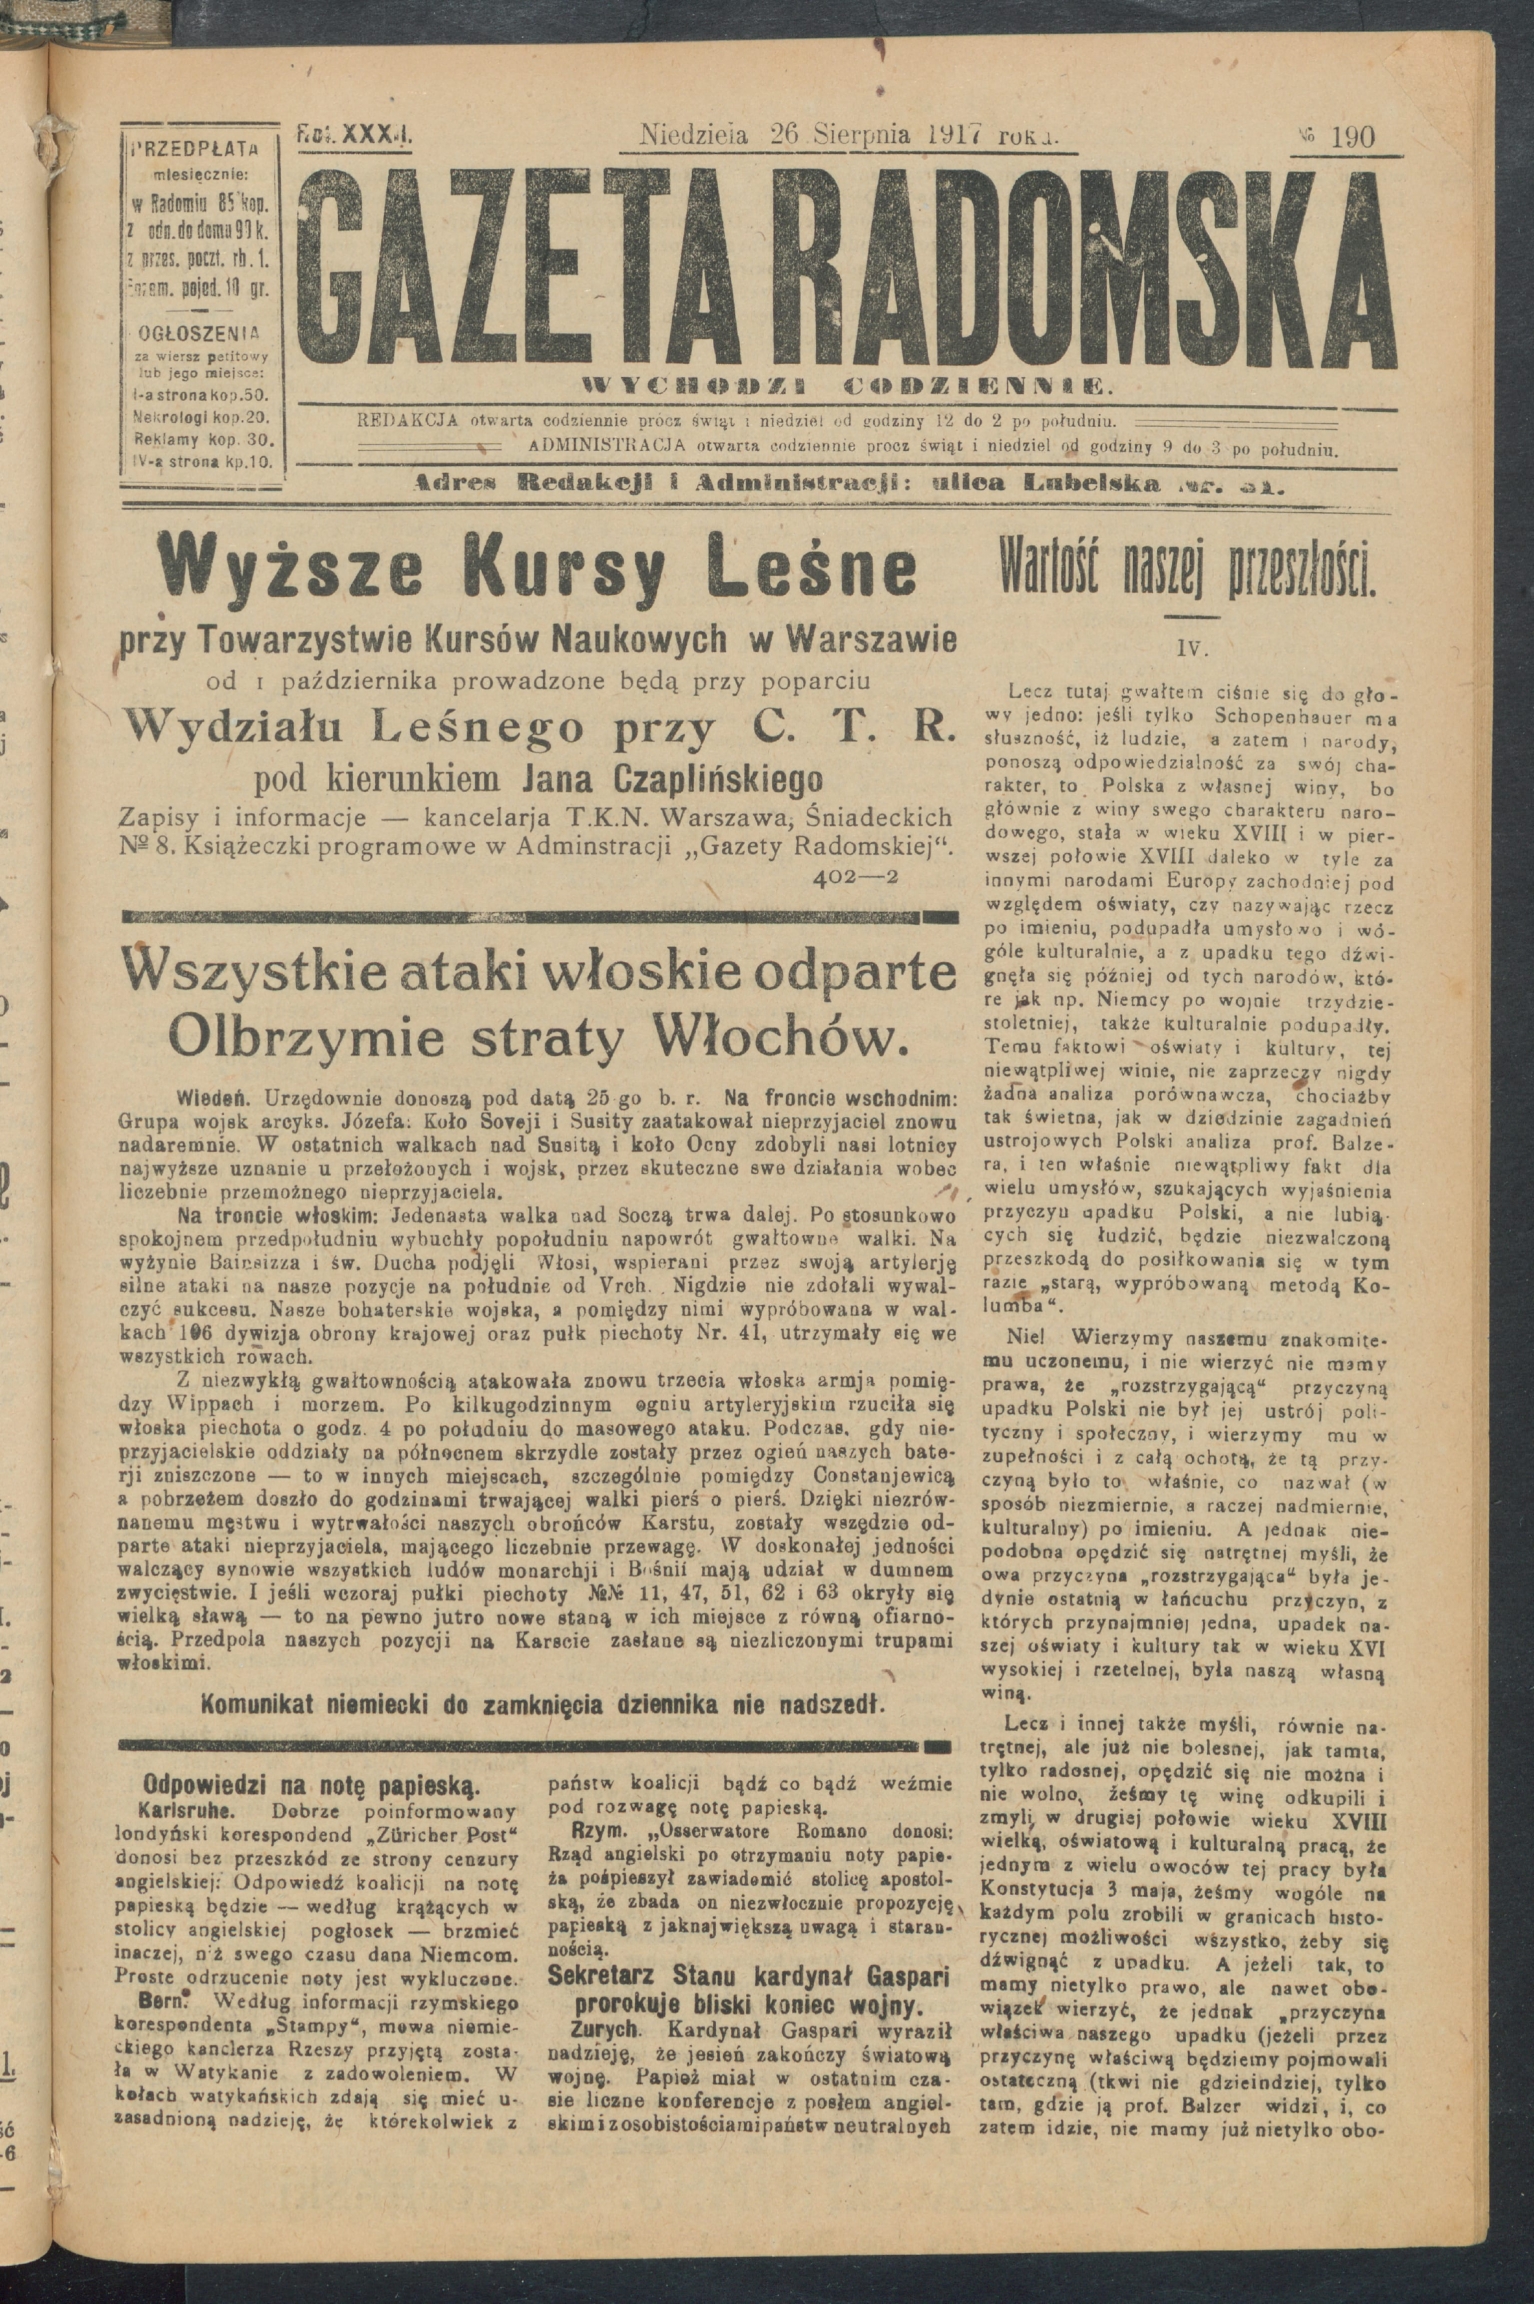 PRZEDPŁATA
miesięcznie:
w Radomiu 85 kop.
z odn. do domu 90 k.
z przes. poczt. rb. 1.
Egzem. pojed. 10 gr.
OGŁOSZENIA
za wiersz petitowy
lub jego miejsce:
I-a strona kop. 50.
Nekrologi kop. 20.
Reklamy kop. 30.
IV-a strona kp. 10.
Niedziela 26 Sierpnia 1917 roku.
№ 190
GAZETA RADOMSKA
WYCHODZI CODZIENNIE.
REDAKCJA otwarta codziennie prócz świąt i niedziel od godziny 12 do 2 po południu.
ADMINISTRACJA otwarta codziennie prócz świąt i niedziel od godziny 9 do 3 po południu.
Adres Redakcji i Administracji: ulica Lubelska Nr.
Wyższe Kursy Leśne
przy Towarzystwie Kursów Naukowych w Warszawie
od 1 października prowadzone będą przy poparciu
Wydziału Leśnego przy C. T. R.
pod kierunkiem Jana Czaplińskiego
Zapisy i informacje — kancelarja T.K.N. Warszawa, Śniadeckich
№ 8. Książeczki programowe w Adminstracji „Gazety Radomskiej“.
402—2
Wszystkie ataki włoskie odparte
Olbrzymie straty Włochów.
Wiedeń. Urzędownie donoszą pod datą 25-go b. r. Na froncie wschodnim:
Grupa wojsk arcyks. Józefa: Koło Soveji i Susity zaatakował nieprzyjaciel znowu
nadaremnie. W ostatnich walkach nad Susitą i koło Ocny zdobyli nasi lotnicy
najwyższe uznanie u przełożonych i wojsk, przez skuteczne swe działania wobec
liczebnie przemożnego nieprzyjaciela.
Na troncie włoskim: Jedenasta walka nad Soczą trwa dalej. Po stosunkowo
spokojnem przedpołudniu wybuchły popołudniu napowrót gwałtowne walki. Na
wyżynie Bainsizza i św. Ducha podjęli Włosi, wspierani przez swoją artylerję
silne ataki na nasze pozycje na południe od Vrch. Nigdzie nie zdołali wywal-
czyć sukcesu. Nasze bohaterskie wojska, a pomiędzy nimi wypróbowana w wal-
kach 106 dywizja obrony krajowej oraz pułk piechoty Nr. 41, utrzymały się we
wszystkich rowach.
Z niezwykłą gwałtownością atakowała znowu trzecia włoska armja pomię-
dzy Wippach i morzem. Po kilkugodzinnym ogniu artyleryjskim rzuciła się
włoska piechota o godz. 4 po południu do masowego ataku. Podczas, gdy nie-
przyjacielskie oddziały na północnem skrzydle zostały przez ogień naszych bate-
rji zniszczone — to w innych miejscach, szczególnie pomiędzy Constanjewicą
a pobrzeżem doszło do godzinami trwającej walki pierś o pierś. Dzięki niezrów-
nanemu męstwu i wytrwałości naszych obrońców Karstu, zostały wszędzie od-
parte ataki nieprzyjaciela, mającego liczebnie przewagę. W doskonałej jedności
walczący synowie wszystkich ludów monarchji i Bośnii mają udział w dumnem
zwycięstwie. I jeśli wczoraj pułki piechoty №№ 11, 47, 51, 62 i 63 okryły się
wielką sławą — to na pewno jutro nowe staną w ich miejsce z równą ofiarno-
ścią. Przedpola naszych pozycji na Karscie zasłane są niezliczonymi trupami
włoskimi.
Komunikat niemiecki do zamknięcia dziennika nie nadszedł.
Odpowiedzi na notę papieską.
Karlsruhe. Dobrze poinformowany
londyński korespondend „Züricher Post“
donosi bez przeszkód ze strony cenzury
angielskiej: Odpowiedź koalicji na notę
papieską będzie — według krążących w
stolicy angielskiej pogłosek — brzmieć
inaczej, niż swego czasu dana Niemcom.
Proste odrzucenie noty jest wykluczone.
Bern. Według informacji rzymskiego
korespondenta „Stampy“, mowa niemie-
ckiego kanclerza Rzeszy przyjętą zosta-
ła w Watykanie z zadowoleniem. W
kołach watykańskich zdają się mieć u-
zasadnioną nadzieję, że którekolwiek z
państw koalicji bądź co bądź weźmie
pod rozwagę notę papieską.
Rzym. „Osserwatore Romano donosi:
Rząd angielski po otrzymaniu noty papie-
ża pośpieszył zawiadomić stolicę apostol-
ską, że zbada on niezwłocznie propozycję
papieską z jaknajwiększą uwagą i staran-
nością.
Sekretarz Stanu kardynał Gaspari
prorokuje bliski koniec wojny.
Zurych. Kardynał Gaspari wyraził
nadzieję, że jesień zakończy światową
wojnę. Papież miał w ostatnim cza-
sie liczne konferencje z posłem angiel-
skim i z osobistościami państw neutralnych
Wartość naszej przeszłości.
IV.
Lecz tutaj gwałtem ciśnie się do gło-
wy jedno: jeśli tylko Schopenhauer ma
słuszność, iż ludzie, a zatem i narody,
ponoszą odpowiedzialność za swój cha-
rakter, to Polska z własnej winy, bo
głównie z winy swego charakteru naro-
dowego, stała w wieku XVIII i w pier-
wszej połowie XVIII daleko w tyle za
innymi narodami Europy zachodniej pod
względem oświaty, czy nazywając rzecz
po imieniu, podupadła umysłowo i wo-
góle kulturalnie, a z upadku tego dźwi-
gnęła się później od tych narodów, któ-
re jak np. Niemcy po wojnie trzydzie-
stoletniej, także kulturalnie podupadły.
Temu faktowi oświaty i kultury, tej
niewątpliwej winie, nie zaprzeczy nigdy
żadna analiza porównawcza, chociażby
tak świetna, jak w dziedzinie zagadnień
ustrojowych Polski analiza prof. Balze-
ra, i ten właśnie niewątpliwy fakt dla
wielu umysłów, szukających wyjaśnienia
przyczyn upadku Polski, a nie lubią-
cych się łudzić, będzie niezwalczoną
przeszkodą do posiłkowania się w tym
razie „starą, wypróbowaną metodą Ko-
lumba“.
Nie! Wierzymy naszemu znakomite-
mu uczonemu, i nie wierzyć nie mamy
prawa, że „rozstrzygającą“ przyczyną
upadku Polski nie był jej ustrój poli-
tyczny i społeczny, i wierzymy mu w
zupełności i z całą ochotą, że tą przy-
czyną było to właśnie, co nazwał (w
sposób niezmiernie, a raczej nadmiernie,
kulturalny) po imieniu. A jednak nie-
podobna opędzić się natrętnej myśli, że
owa przyczyna „rozstrzygająca“ była je-
dynie ostatnią w łańcuchu przyczyn, z
których przynajmniej jedna, upadek na-
szej oświaty i kultury tak w wieku XVI
wysokiej i rzetelnej, była naszą własną
winą.
Lecz i innej także myśli, równie na-
trętnej, ale już nie bolesnej, jak tamta,
tylko radosnej, opędzić się nie można i
nie wolno, żeśmy tę winę odkupili i
zmyli w drugiej połowie wieku XVIII
wielką, oświatową i kulturalną pracą, że
jednym z wielu owoców tej pracy była
Konstytucja 3 maja, żeśmy wogóle na
każdym polu zrobili w granicach histo-
rycznej możliwości wszystko, żeby się
dźwignąć z upadku. A jeżeli tak, to
mamy nietylko prawo, ale nawet obo-
wiązek wierzyć, że jednak „przyczyna
właściwa naszego upadku (jeżeli przez
przyczynę właściwą będziemy pojmowali
ostateczną (tkwi nie gdzieindziej, tylko
tam, gdzie ją prof. Balzer widzi, i, co
zatem idzie, nie mamy już nietylko obo-